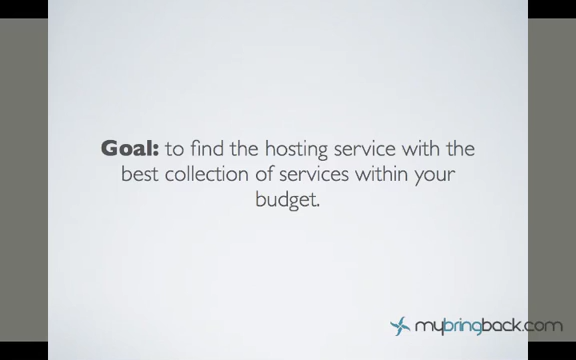 Goal: to find the hosting service with the
best collection of services within your
budget.
mybringback.com